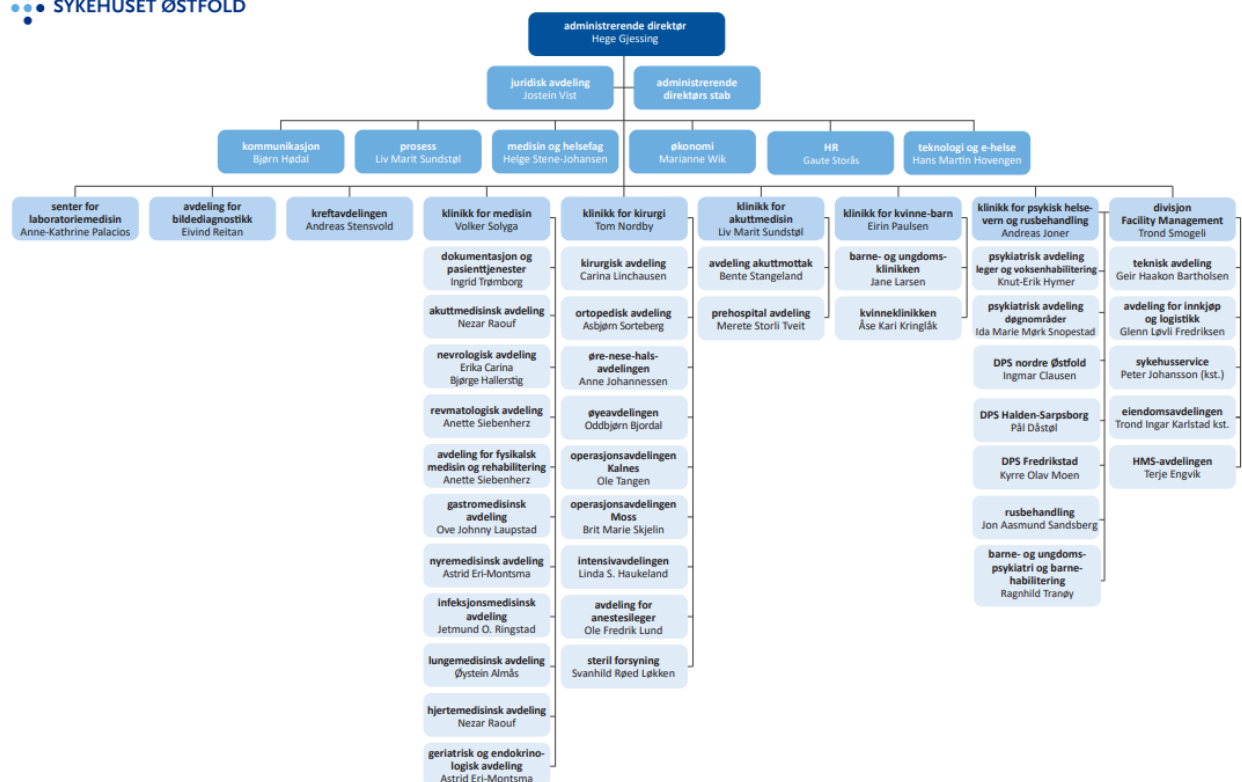 SYKEHUSET ØSTFOLD
administrerende direktør
Hege Gjessing
juridisk avdeling
Jostein Vist
administrerende
direktørs stab
kommunikasjon
Bjørn Hødal
prosess
Liv Marit Sundstøl
medisin og helsefag
Helge Stene-Johansen
økonomi
Marianne Wik
HR
Gaute Storås
teknologi og e-helse
Hans Martin Hovengen
senter for
laboratoriemedisin
Anne-Kathrine Palacios
avdeling for
bildediagnostikk
Eivind Reitan
kreftavdelingen
Andreas Stensvold
klinikk for medisin
Volker Solyga
dokumentasjon og
pasienttjenester
Ingrid Trømborg
akuttmedisinsk avdeling
Nezar Raouf
nevrologisk avdeling
Erika Carina
Bjørge Hallerstig
revmatologisk avdeling
Anette Siebenherz
avdeling for fysikalsk
medisin og rehabilitering
Anette Siebenherz
gastromedisinsk
avdeling
Ove Johnny Laupstad
nyremedisinsk avdeling
Astrid Eri-Montsma
infeksjonsmedisinsk
avdeling
Jetmund O. Ringstad
lungemedisinsk avdeling
Øystein Almås
hjertemedisinsk avdeling
Nezar Raouf
geriatrisk og endokrino-
logisk avdeling
Astrid Eri-Montsma
klinikk for kirurgi
Tom Nordby
kirurgisk avdeling
Carina Linchausen
ortopedisk avdeling
Asbjørn Sorteberg
øre-nese-hals-
avdelingen
Anne Johannessen
øyeavdelingen
Oddbjørn Bjordal
operasjonsavdelingen
Kalnes
Ole Tangen
operasjonsavdelingen
Moss
Brit Marie Skjelin
intensivavdelingen
Linda S. Haukeland
avdeling for
anestesileger
Ole Fredrik Lund
steril forsyning
Svanhild Røed Løkken
klinikk for
akuttmedisin
Liv Marit Sundstøl
avdeling akuttmottak
Bente Stangeland
prehospital avdeling
Merete Storli Tveit
klinikk for kvinne-barn
Eirin Paulsen
barne- og ungdoms-
klinikken
Jane Larsen
kvinneklinikken
Åse Kari Kringlåk
klinikk for psykisk helse-
vern og rusbehandling
Andreas Joner
psykiatrisk avdeling
leger og voksenhabilitering
Knut-Erik Hymer
psykiatrisk avdeling
døgnområder
Ida Marie Mørk Snopestad
DPS nordre Østfold
Ingmar Clausen
DPS Halden-Sarpsborg
Pål Dåstøl
DPS Fredrikstad
Kyrre Olav Moen
rusbehandling
Jon Aasmund Sandsberg
barne- og ungdoms-
psykiatri og barne-
habilitering
Ragnhild Tranøy
divisjon
Facility Management
Trond Smogeli
teknisk avdeling
Geir Haakon Bartholsen
avdeling for innkjøp
og logistikk
Glenn Løvli Fredriksen
sykehusservice
Peter Johansson (kst.)
eiendomsavdelingen
Trond Ingar Karlstad kst.
HMS-avdelingen
Terje Engvik